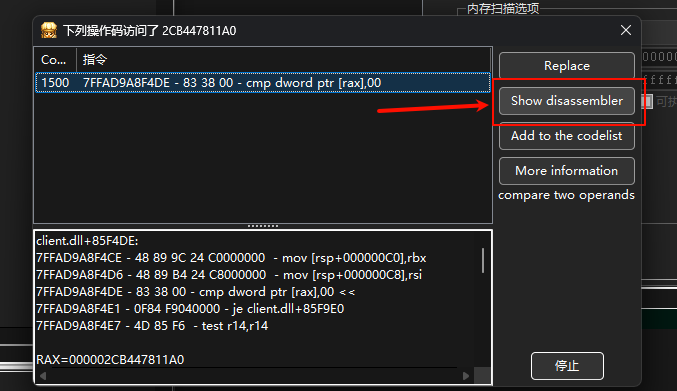 内存扫描选项
下列操作码访问了 2CB447811A0
Co... 指令
1500 7FFAD9A8F4DE - 83 38 00 - cmp dword ptr [rax],00
Replace
Show disassembler
Add to the codelist
More information
compare two operands
client.dll+85F4DE:
7FFAD9A8F4CE - 48 89 9C 24 C0000000 - mov [rsp+000000C0],rbx
7FFAD9A8F4D6 - 48 89 B4 24 C8000000 - mov [rsp+000000C8],rsi
7FFAD9A8F4DE - 83 38 00 - cmp dword ptr [rax],00 <<
7FFAD9A8F4E1 - 0F84 F9040000 - je client.dll+85F9E0
7FFAD9A8F4E7 - 4D 85 F6 - test r14,r14
RAX=000002CB447811A0
停止